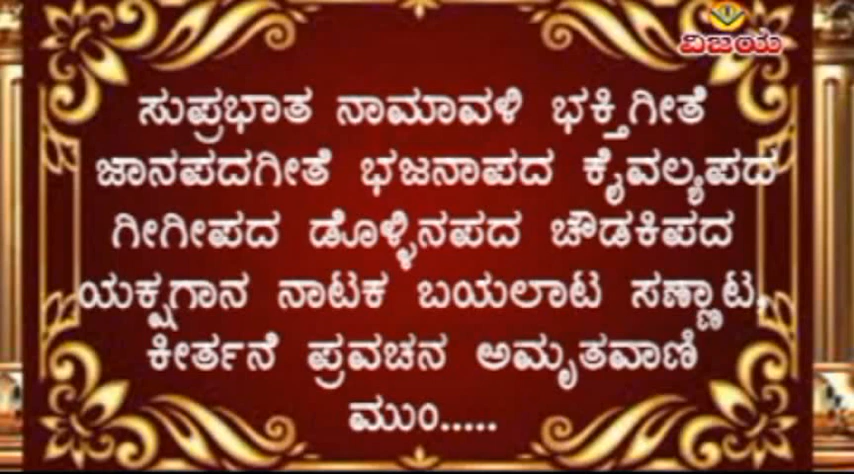 ವಿಜಯ
ಸುಪ್ರಭಾತ ನಾಮಾವಳಿ ಭಕ್ತಿಗೀತೆ
ಜಾನಪದಗೀತೆ ಭಜನಾಪದ ಕೈವಲ್ಯಪದ
ಗೀಗೀಪದ ಡೊಳ್ಳಿನಪದ ಚೌಡಕಿಪದ
ಯಕ್ಷಗಾನ ನಾಟಕ ಬಯಲಾಟ ಸಣ್ಣಾಟ,
ಕೀರ್ತನೆ ಪ್ರವಚನ ಅಮೃತವಾಣಿ
ಮುಂ.....